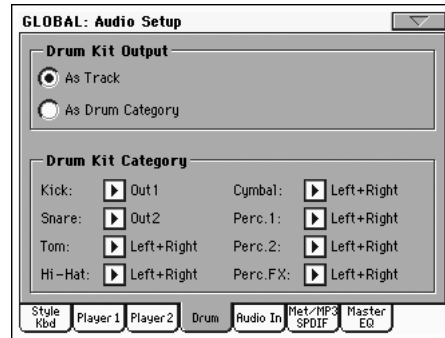 GLOBAL: Audio Setup
Drum Kit Output
As Track
As Drum Category
Drum Kit Category
Kick: Out1 Cymbal: Left+Right
Snare: Out2 Perc.1: Left+Right
Tom: Left+Right Perc.2: Left+Right
Hi-Hat: Left+Right Perc.FX: Left+Right
Style Kbd Player 1 Player 2 Drum Audio In Met/MP3 SPDIF Master EQ